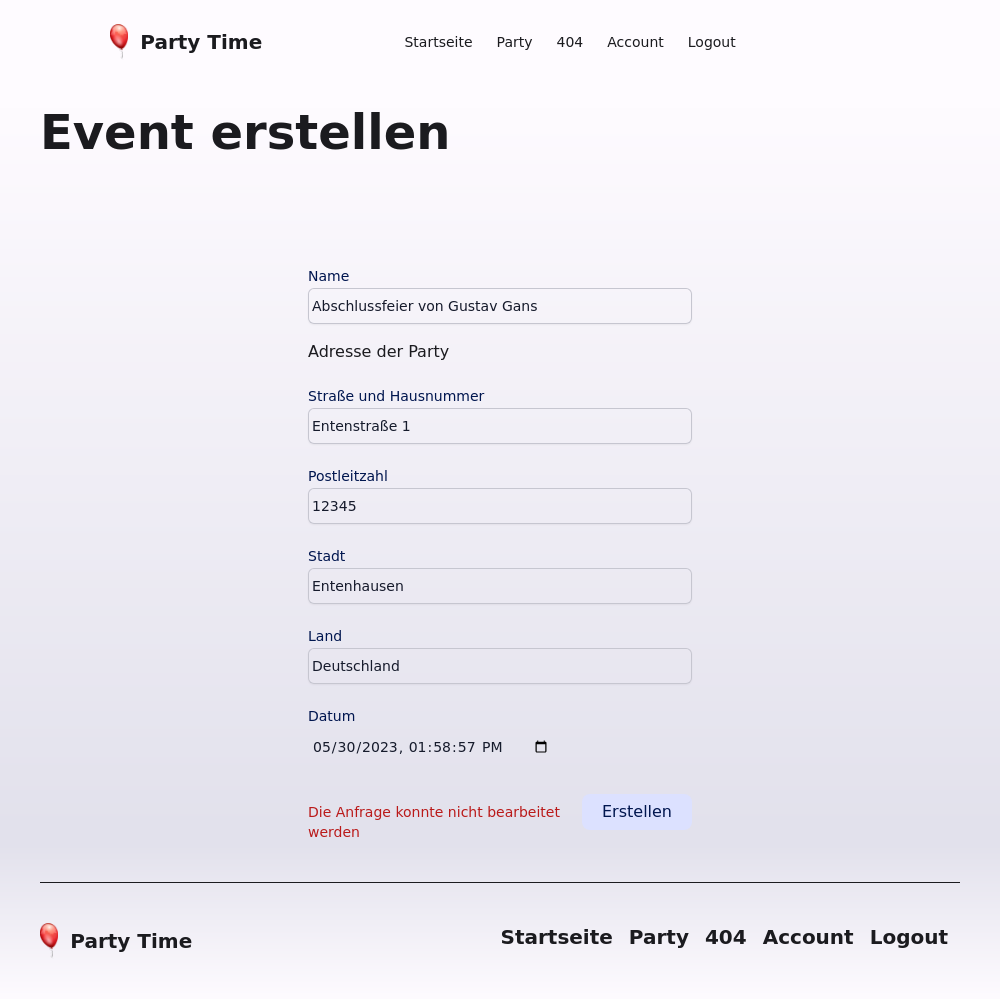 Party Time
Startseite Party 404 Account Logout
Event erstellen
Name
Abschlussfeier von Gustav Gans
Adresse der Party
Straße und Hausnummer
Entenstraße 1
Postleitzahl
12345
Stadt
Entenhausen
Land
Deutschland
Datum
05/30/2023, 01:58:57 PM
Die Anfrage konnte nicht bearbeitet
werden
Erstellen
Party Time
Startseite Party 404 Account Logout